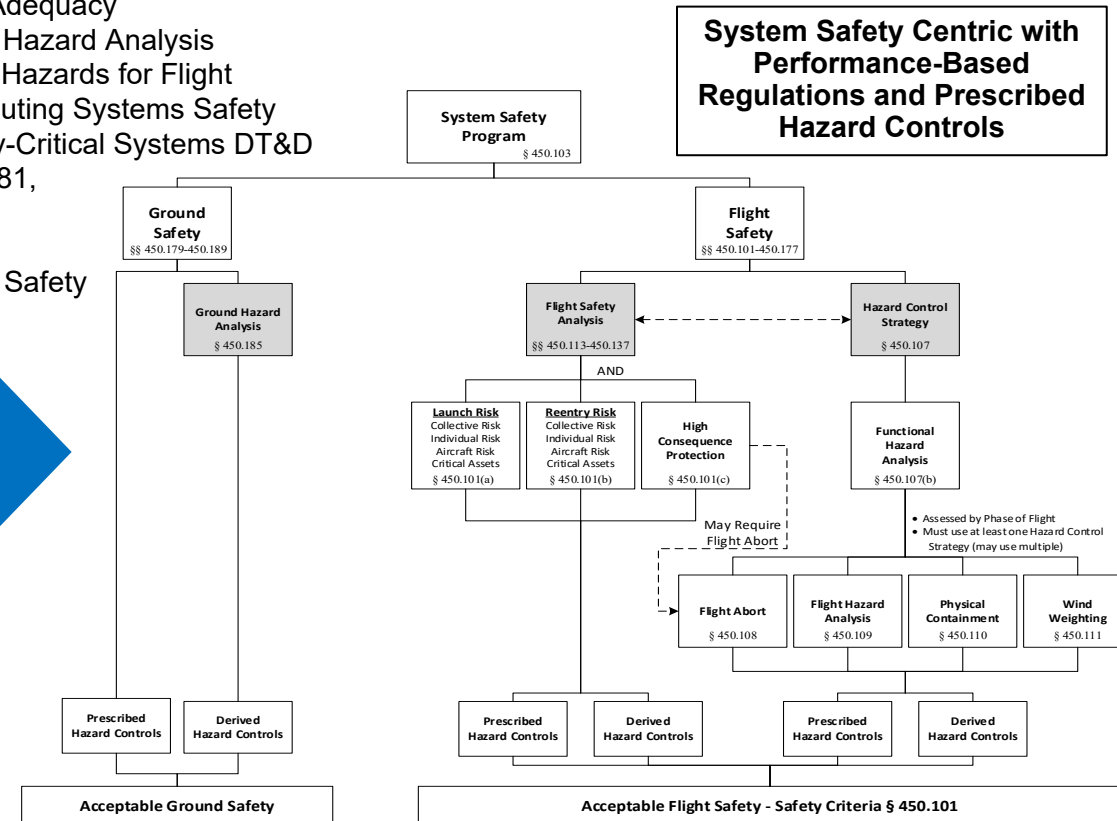 Adequacy
Hazard Analysis
Hazards for Flight
uting Systems Safety
y-Critical Systems DT&D
81,
Safety
System Safety Centric with
Performance-Based
Regulations and Prescribed
Hazard Controls
System Safety
Program
§ 450.103
Ground
Safety
§§ 450.179-450.189
Flight
Safety
§§ 450.101-450.177
Ground Hazard
Analysis
§ 450.185
Flight Safety
Analysis
§§ 450.113-450.137
Hazard Control
Strategy
§ 450.107
AND
Launch Risk
Collective Risk
Individual Risk
Aircraft Risk
Critical Assets
§ 450.101(a)
Reentry Risk
Collective Risk
Individual Risk
Aircraft Risk
Critical Assets
§ 450.101(b)
High
Consequence
Protection
§ 450.101(c)
Functional
Hazard
Analysis
§ 450.107(b)
May Require
Flight Abort
• Assessed by Phase of Flight
• Must use at least one Hazard Control
Strategy (may use multiple)
Flight Abort
§ 450.108
Flight Hazard
Analysis
§ 450.109
Physical
Containment
§ 450.110
Wind
Weighting
§ 450.111
Prescribed
Hazard Controls
Derived
Hazard Controls
Prescribed
Hazard Controls
Derived
Hazard Controls
Prescribed
Hazard Controls
Derived
Hazard Controls
Acceptable Ground Safety
Acceptable Flight Safety - Safety Criteria § 450.101